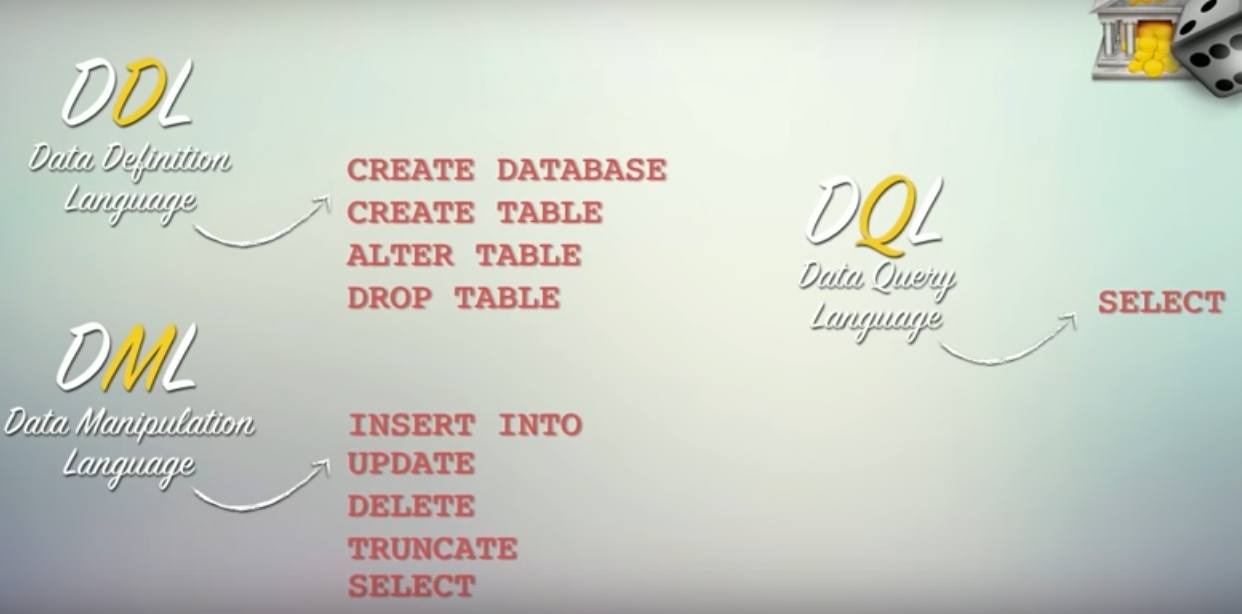 DDL
Data Definition
Language
CREATE DATABASE
CREATE TABLE
ALTER TABLE
DROP TABLE
DML
Data Manipulation
Language
INSERT INTO
UPDATE
DELETE
TRUNCATE
SELECT
DQL
Data Query
Language
SELECT